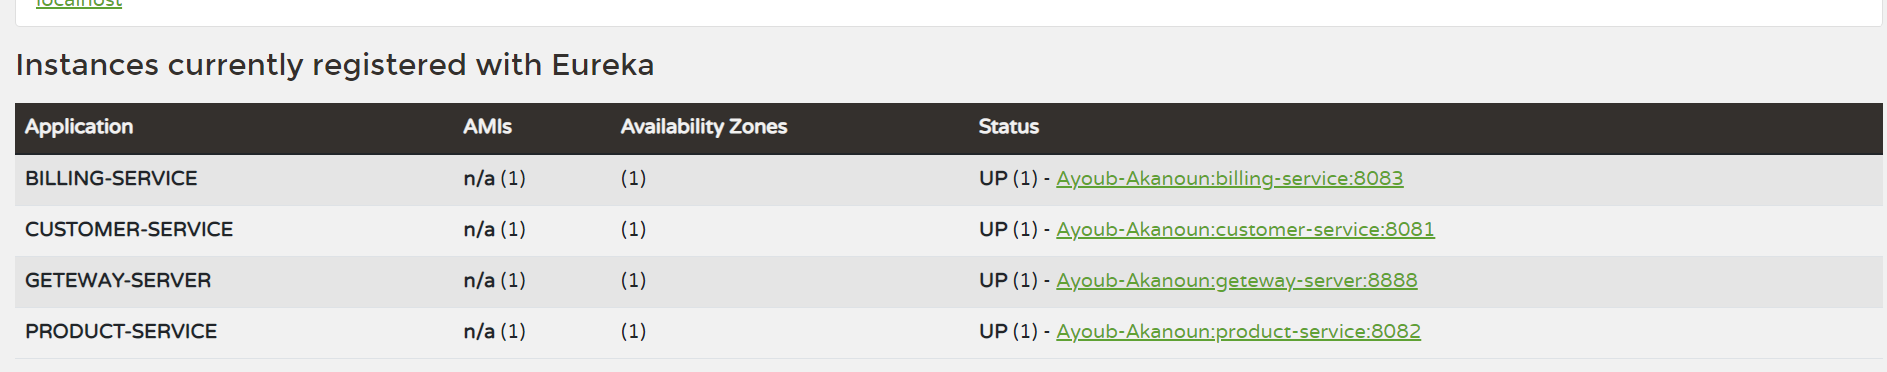 localhost
Instances currently registered with Eureka
Application AMIs Availability Zones Status
BILLING-SERVICE n/a (1) (1) UP (1) - Ayoub-Akanoun:billing-service:8083
CUSTOMER-SERVICE n/a (1) (1) UP (1) - Ayoub-Akanoun:customer-service:8081
GETEWAY-SERVER n/a (1) (1) UP (1) - Ayoub-Akanoun:geteway-server:8888
PRODUCT-SERVICE n/a (1) (1) UP (1) - Ayoub-Akanoun:product-service:8082